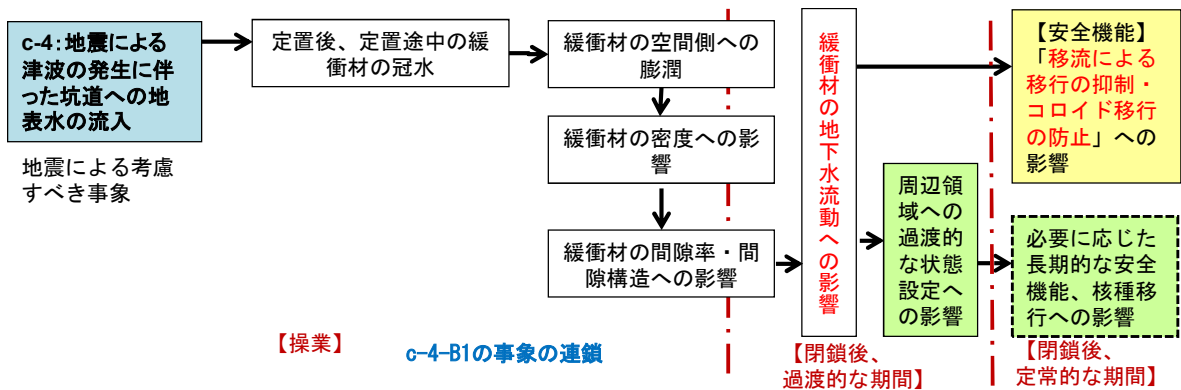 c-4:地震による
津波の発生に伴
った坑道への地
表水の流入
地震による考慮
すべき事象
定置後、定置途中の緩
衝材の冠水
緩衝材の空間側への
膨潤
緩衝材の密度への影
響
緩衝材の間隙率・間
隙構造への影響
緩衝材の地下水流動への影響
周辺領
域への
過渡的
な状態
設定へ
の影響
【安全機能】
「移流による
移行の抑制・
コロイド移行
の防止」への
影響
必要に応じた
長期的な安全
機能、核種移
行への影響
【操業】
c-4-B1の事象の連鎖
【閉鎖後、
過渡的な期間】
【閉鎖後、
定常的な期間】